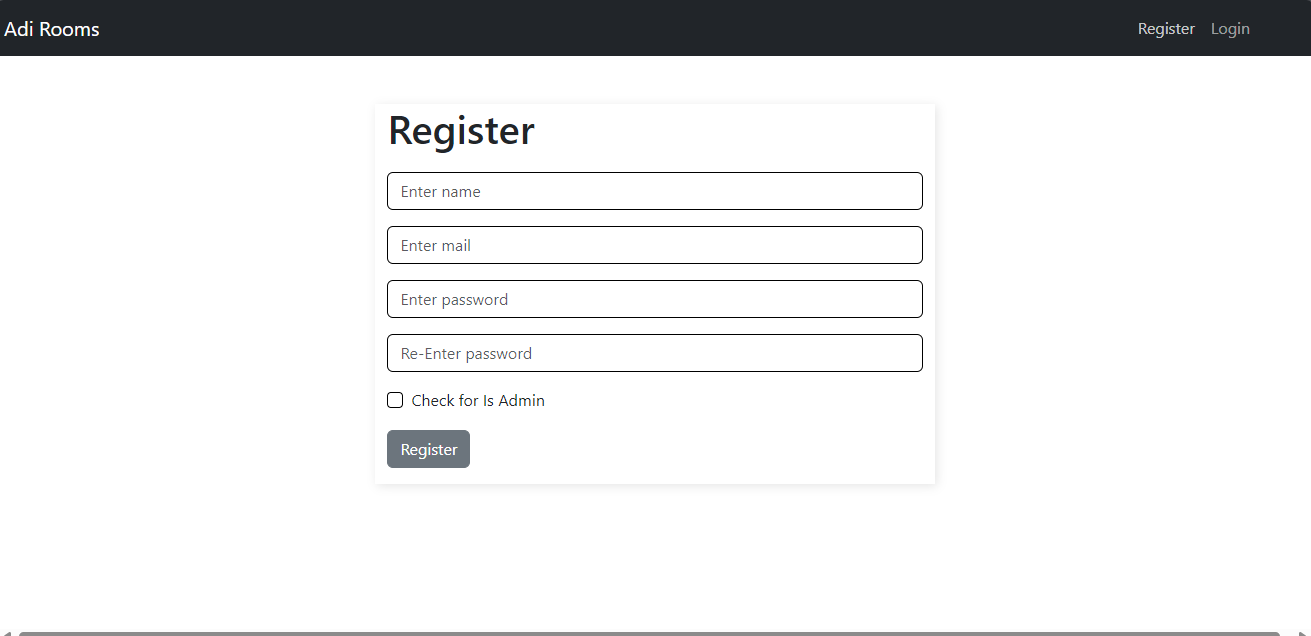 Adi Rooms
Register Login
Register
Enter name
Enter mail
Enter password
Re-Enter password
Check for Is Admin
Register